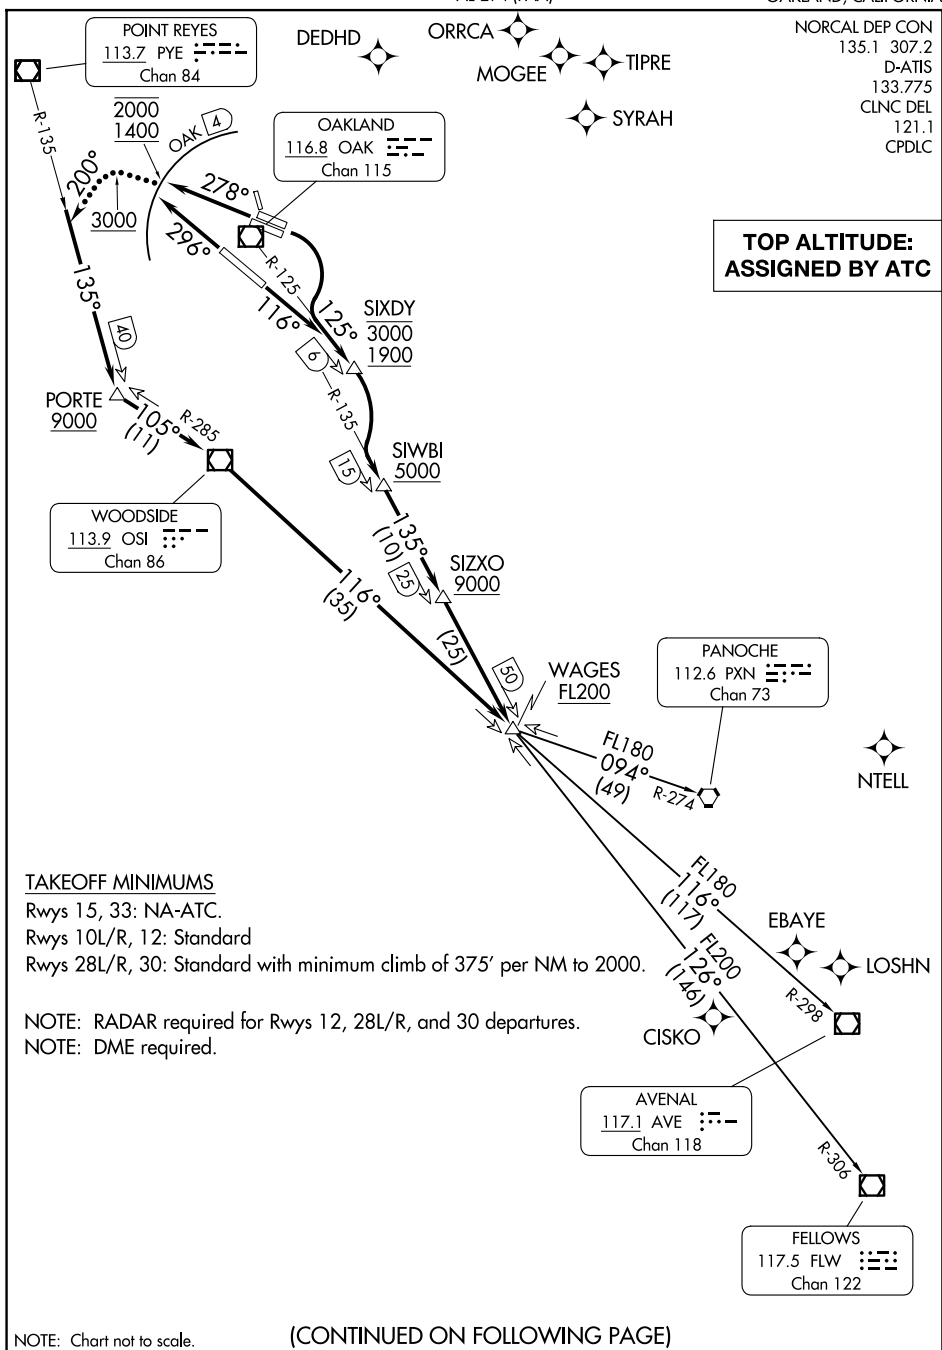 OAKLAND, CALIFORNIA
POINT REYES
113.7 PYE
Chan 84
DEDHD
ORRCA
MOGEE
TIPRE
SYRAH
NORCAL DEP CON
135.1 307.2
D-ATIS
133.775
CLNC DEL
121.1
CPDLC
R-135
2000
1400
OAK 4
OAKLAND
116.8 OAK
Chan 115
200°
3000
278°
296°
TOP ALTITUDE:
ASSIGNED BY ATC
R-125
116°
125°
SIXDY
3000
1900
135°
40
6
R-135
PORTE
9000
105°
(11)
R-285
SIWBI
5000
15
WOODSIDE
113.9 OSI
Chan 86
135°
(10)
25
SIZXO
9000
116°
(35)
(25)
50
WAGES
FL200
PANOCHE
112.6 PXN
Chan 73
FL180
094°
(49)
R-274
NTELL
TAKEOFF MINIMUMS
Rwys 15, 33: NA-ATC.
Rwys 10L/R, 12: Standard
Rwys 28L/R, 30: Standard with minimum climb of 375' per NM to 2000.
NOTE: RADAR required for Rwys 12, 28L/R, and 30 departures.
NOTE: DME required.
FL180
116°
(117)
FL200
126°
(146)
EBAYE
LOSHN
CISKO
R-298
AVENAL
117.1 AVE
Chan 118
R-306
FELLOWS
117.5 FLW
Chan 122
NOTE: Chart not to scale.
(CONTINUED ON FOLLOWING PAGE)